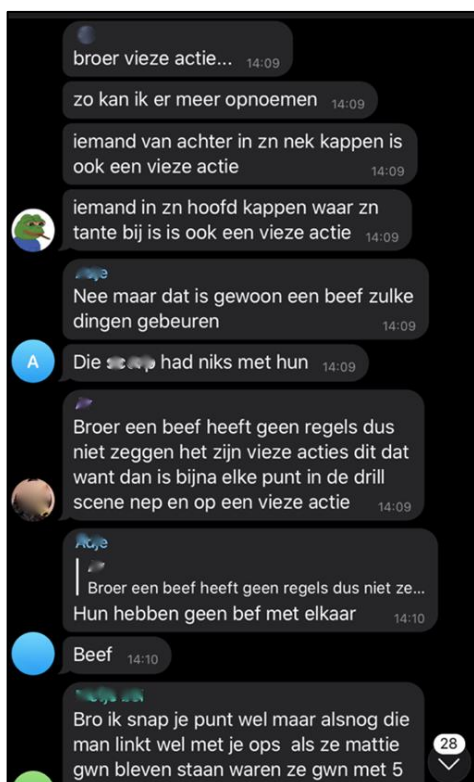 broer vieze actie... 14:09
zo kan ik er meer opnoemen 14:09
iemand van achter in zn nek kappen is
ook een vieze actie 14:09
iemand in zn hoofd kappen waar zn
tante bij is is ook een vieze actie 14:09
Nee maar dat is gewoon een beef zulke
dingen gebeuren 14:09
A
Die had niks met hun 14:09
Broer een beef heeft geen regels dus
niet zeggen het zijn vieze acties dit dat
want dan is bijna elke punt in de drill
scene nep en op een vieze actie 14:09
Broer een beef heeft geen regels dus niet ze...
Hun hebben geen bef met elkaar 14:10
Beef 14:10
Bro ik snap je punt wel maar alsnog die
man linkt wel met je ops als ze mattie
gwn bleven staan waren ze gwn met 5
28